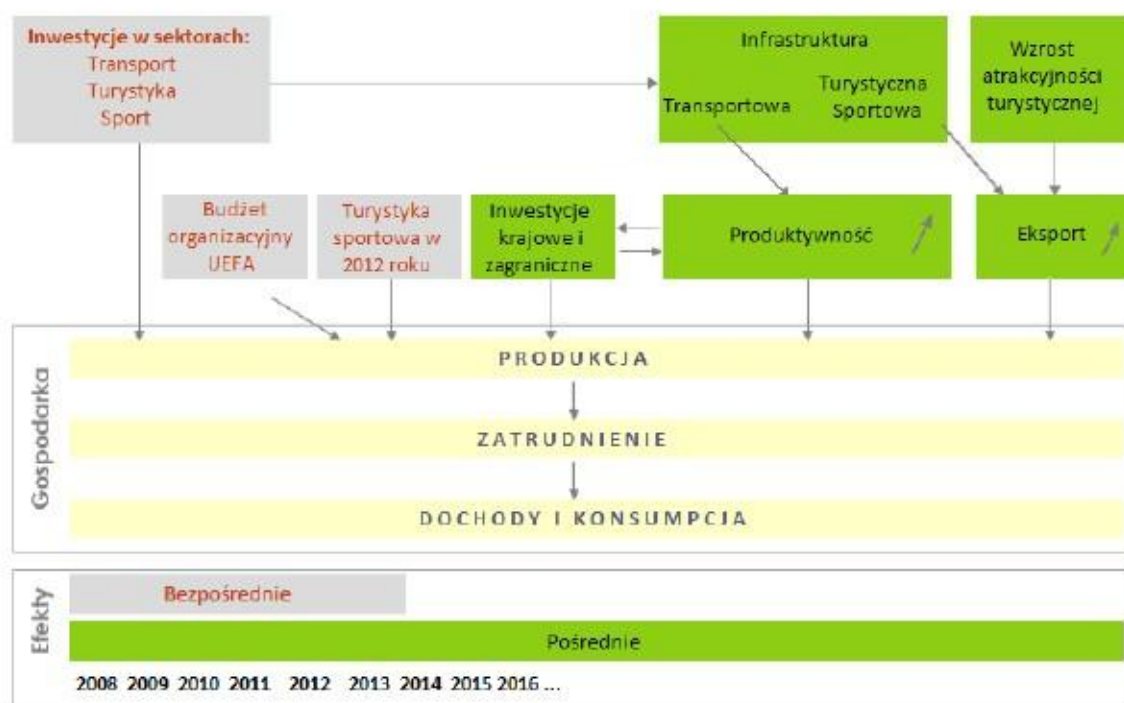 Inwestycje w sektorach:
Transport
Turystyka
Sport
Infrastruktura
Transportowa
Turystyczna
Sportowa
Wzrost
atrakcyjności
turystycznej
Budżet
organizacyjny
UEFA
Turystyka
sportowa w
2012 roku
Inwestycje
krajowe i
zagraniczne
Produktywność
Eksport
Gospodarka
PRODUKCJA
ZATRUDNIENIE
DOCHODY I KONSUMPCJA
Efekty
Bezpośrednie
Pośrednie
2008 2009 2010 2011 2012 2013 2014 2015 2016 ...